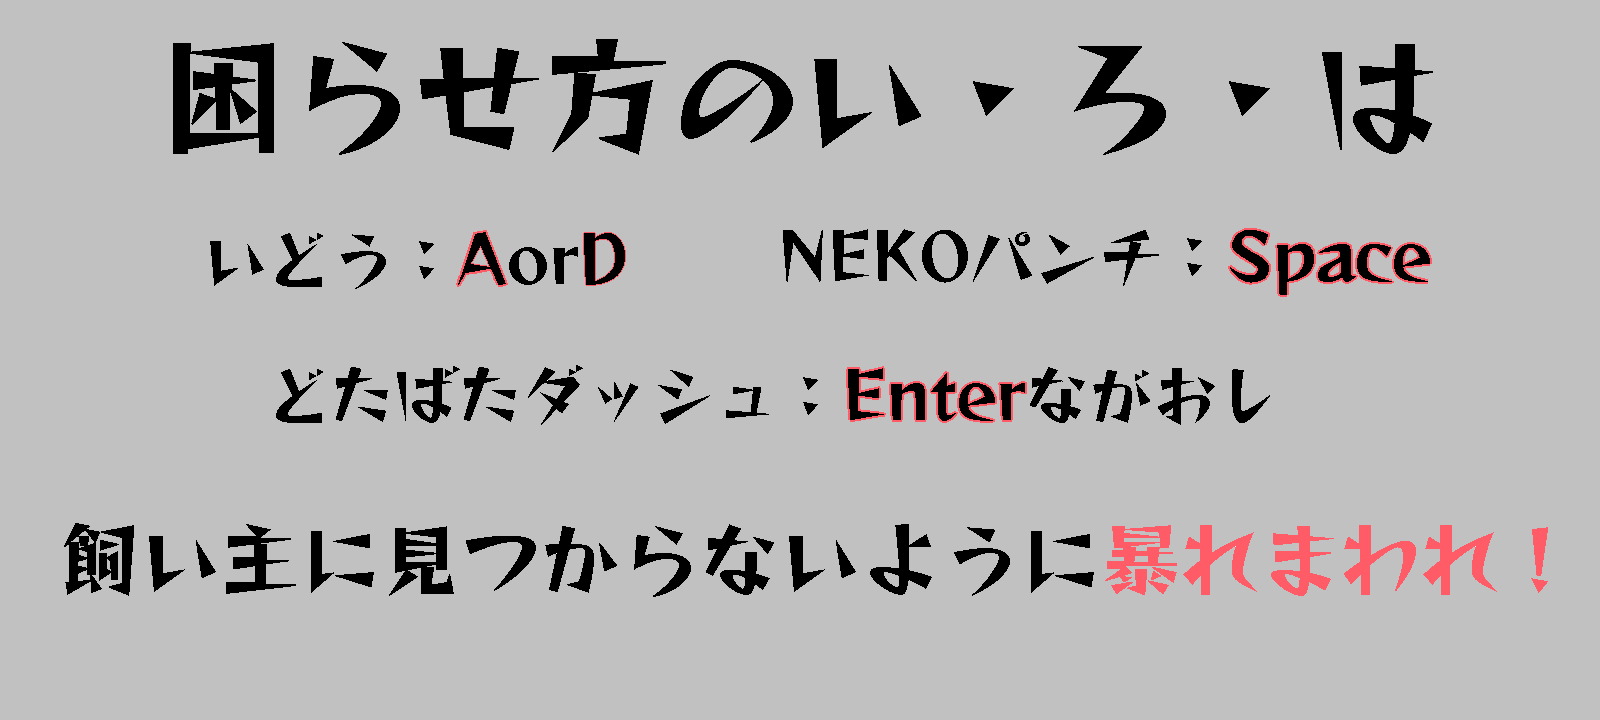 困らせ方のい、ろ、は
いどう：AorD　　NEKOパンチ：Space
どたばたダッシュ：Enterながおし
飼い主に見つからないように暴れまわれ！